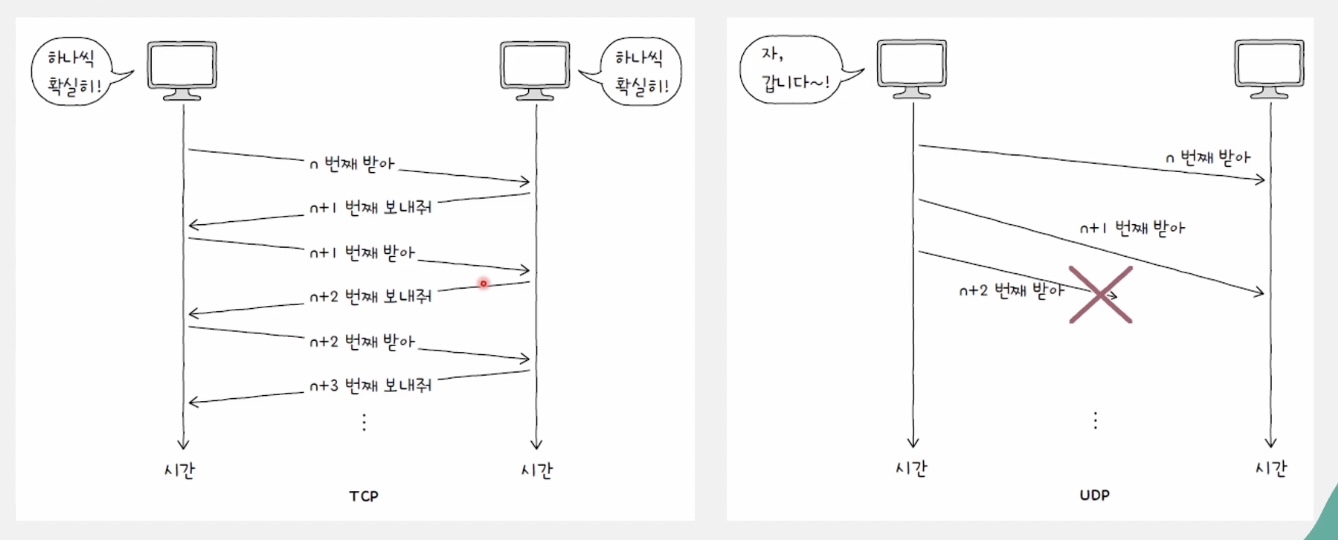 하나씩
확실히!
하나씩
확실히!
n 번째 받아
n+1 번째 보내줘
n+1 번째 받아
n+2 번째 보내줘
n+2 번째 받아
n+3 번째 보내줘
⋮
시간
시간
TCP
자,
갑니다~!
n 번째 받아
n+1 번째 받아
n+2 번째 받아
⋮
시간
시간
UDP